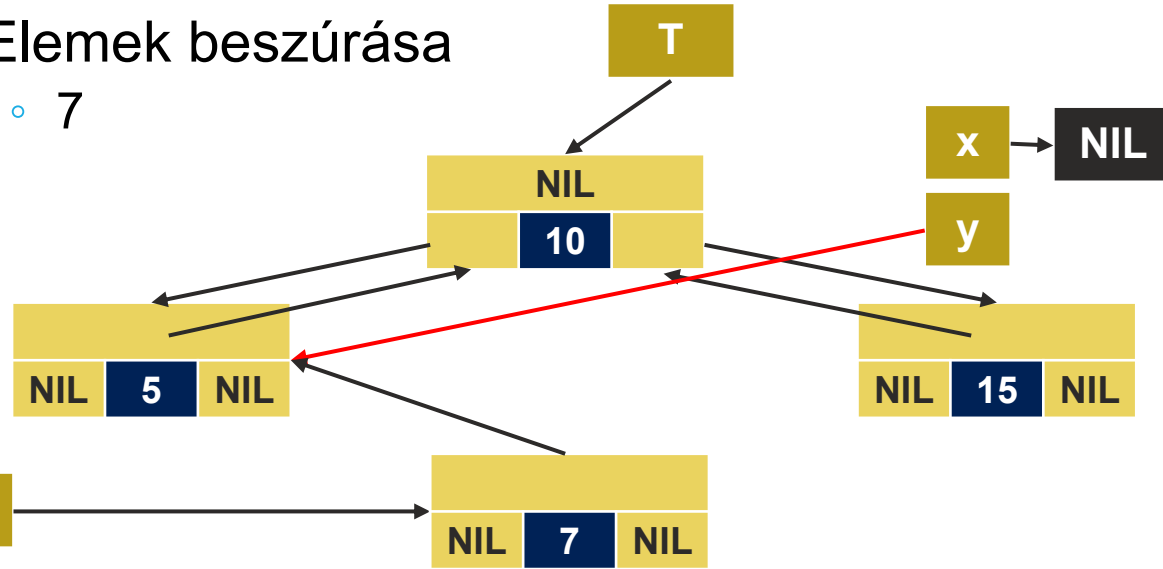 Elemek beszúrása
T
7
x NIL
NIL
y
10
NIL 5 NIL
NIL 15 NIL
NIL 7 NIL